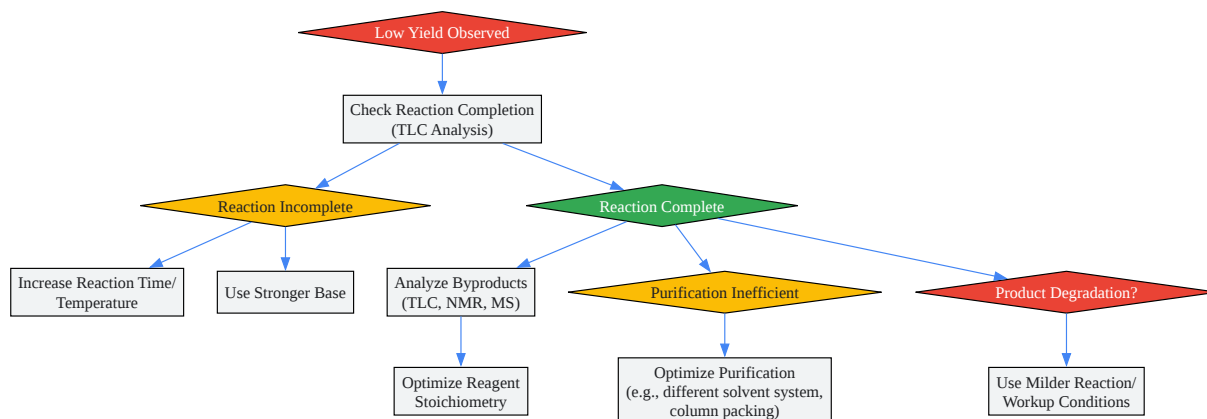 Low Yield Observed
Check Reaction Completion
(TLC Analysis)
Reaction Incomplete
Reaction Complete
Increase Reaction Time/
Temperature
Use Stronger Base
Analyze Byproducts
(TLC, NMR, MS)
Purification Inefficient
Product Degradation?
Optimize Reagent
Stoichiometry
Optimize Purification
(e.g., different solvent system,
column packing)
Use Milder Reaction/
Workup Conditions